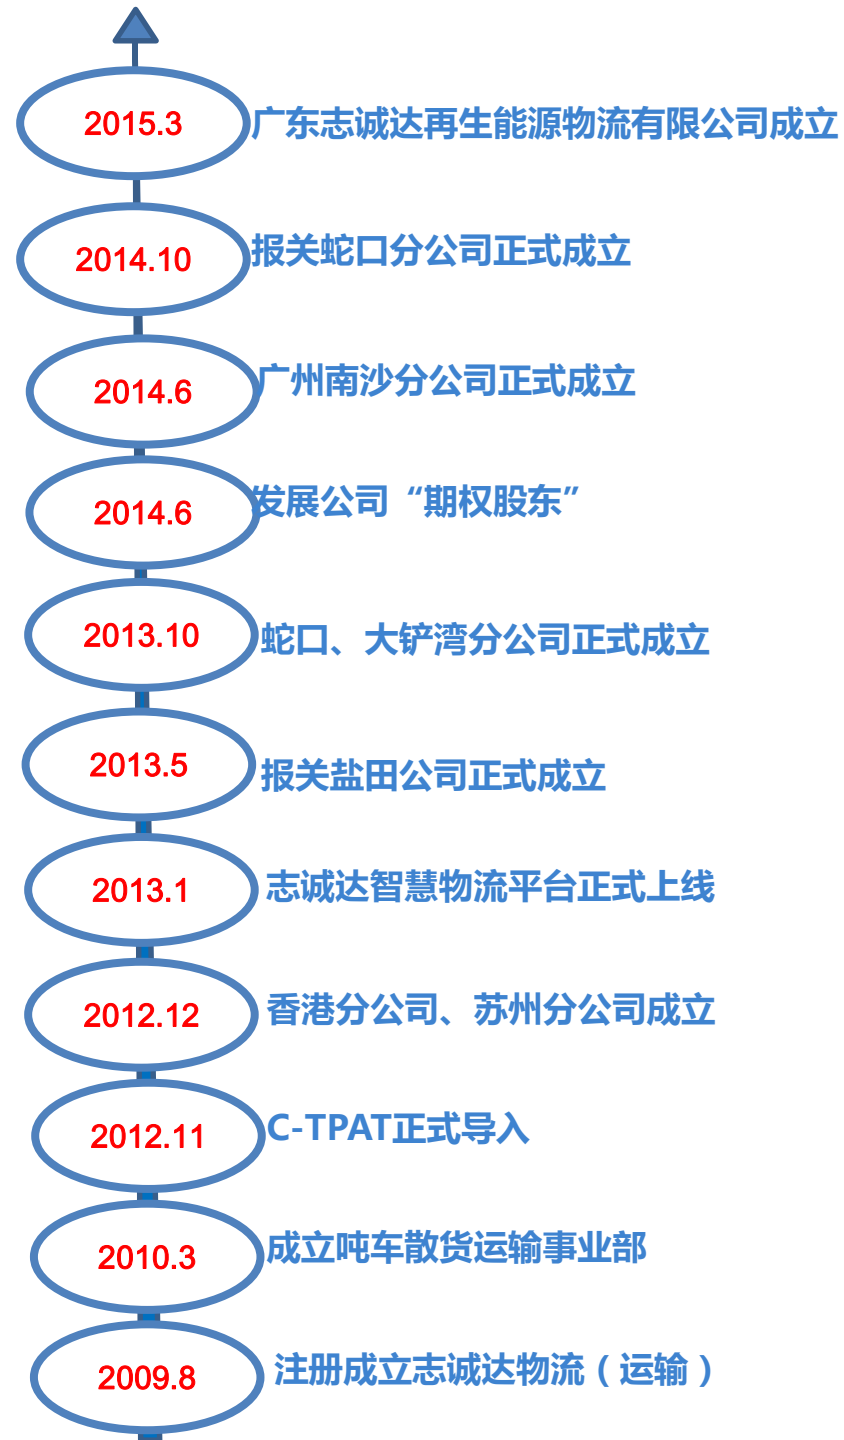 2015.3 广东志诚达再生能源物流有限公司成立
2014.10 报关蛇口分公司正式成立
2014.6 广州南沙分公司正式成立
2014.6 发展公司“期权股东”
2013.10 蛇口、大铲湾分公司正式成立
2013.5 报关盐田公司正式成立
2013.1 志诚达智慧物流平台正式上线
2012.12 香港分公司、苏州分公司成立
2012.11 C-TPAT正式导入
2010.3 成立吨车散货运输事业部
2009.8 注册成立志诚达物流（运输）